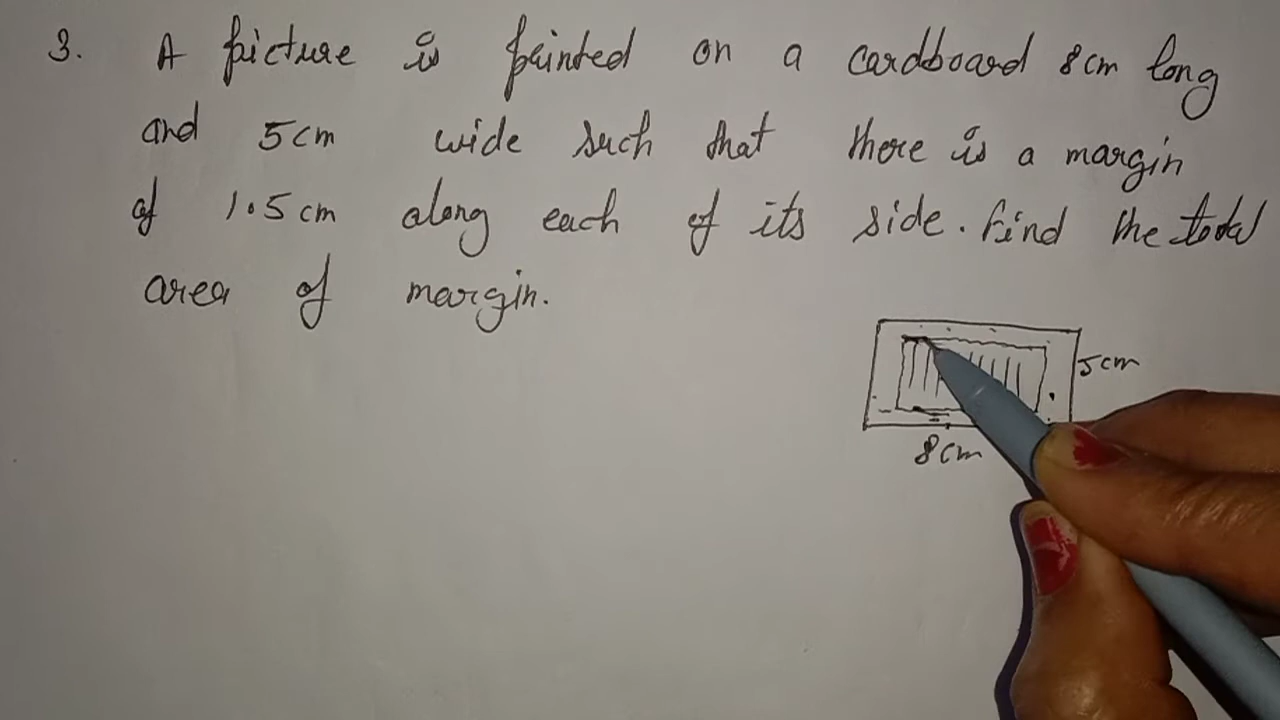 3. A picture is painted on a cardboard 8cm long
and 5cm wide such that there is a margin
of 1.5cm along each of its side. Find the total
area of margin.
5cm
8cm